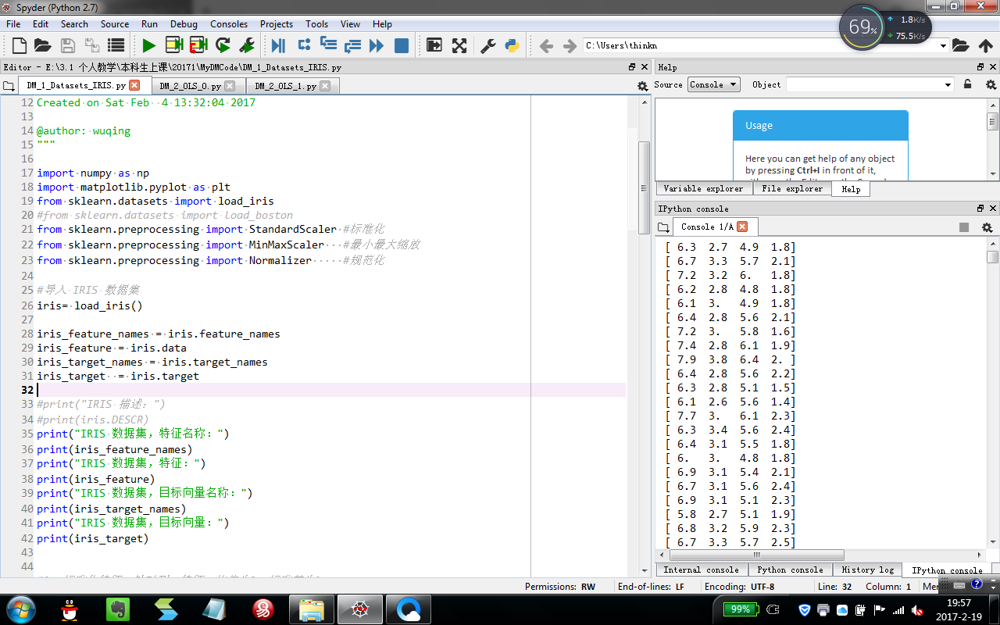 Spyder (Python 2.7)
File Edit Search Source Run Debug Consoles Projects Tools View Help
69%
1.8K/s
75.5K/s
C:\Users\thinkn
Editor - E:\3.1 个人教学\本科生上课\20171\MyDMCode\DM_1_Datasets_IRIS.py
DM_1_Datasets_IRIS.py DM_2_OLS_0.py DM_2_OLS_1.py
12 Created on Sat Feb  4 13:32:04 2017
13
14 @author: wuqing
15 """
16
17 import numpy as np
18 import matplotlib.pyplot as plt
19 from sklearn.datasets import load_iris
20 #from sklearn.datasets import load_boston
21 from sklearn.preprocessing import StandardScaler #标准化
22 from sklearn.preprocessing import MinMaxScaler   #最小最大缩放
23 from sklearn.preprocessing import Normalizer     #规范化
24
25 #导入 IRIS 数据集
26 iris= load_iris()
27
28 iris_feature_names = iris.feature_names
29 iris_feature = iris.data
30 iris_target_names = iris.target_names
31 iris_target  = iris.target
32
33 #print("IRIS 描述：")
34 #print(iris.DESCR)
35 print("IRIS 数据集，特征名称：")
36 print(iris_feature_names)
37 print("IRIS 数据集，特征：")
38 print(iris_feature)
39 print("IRIS 数据集，目标向量名称：")
40 print(iris_target_names)
41 print("IRIS 数据集，目标向量：")
42 print(iris_target)
43
44
Help
Source Console Object
Usage
Here you can get help of any object
by pressing Ctrl+I in front of it,
Variable explorer File explorer Help
IPython console
Console 1/A
[ 6.3 2.7 4.9 1.8]
[ 6.7 3.3 5.7 2.1]
[ 7.2 3.2 6. 1.8]
[ 6.2 2.8 4.8 1.8]
[ 6.1 3. 4.9 1.8]
[ 6.4 2.8 5.6 2.1]
[ 7.2 3. 5.8 1.6]
[ 7.4 2.8 6.1 1.9]
[ 7.9 3.8 6.4 2. ]
[ 6.4 2.8 5.6 2.2]
[ 6.3 2.8 5.1 1.5]
[ 6.1 2.6 5.6 1.4]
[ 7.7 3. 6.1 2.3]
[ 6.3 3.4 5.6 2.4]
[ 6.4 3.1 5.5 1.8]
[ 6. 3. 4.8 1.8]
[ 6.9 3.1 5.4 2.1]
[ 6.7 3.1 5.6 2.4]
[ 6.9 3.1 5.1 2.3]
[ 5.8 2.7 5.1 1.9]
[ 6.8 3.2 5.9 2.3]
[ 6.7 3.3 5.7 2.5]
Internal console Python console History log IPython console
Permissions: RW End-of-lines: LF Encoding: UTF-8 Line: 32 Column: 1
99%
19:57
2017-2-19